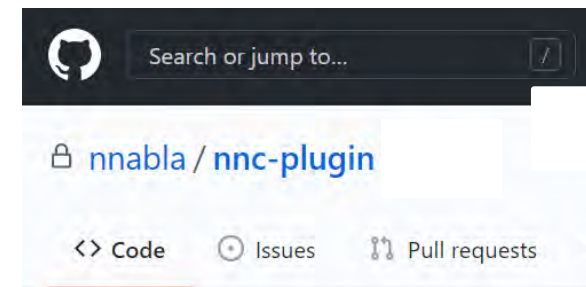 Search or jump to... /
nnabla / nnc-plugin
<> Code Issues Pull requests